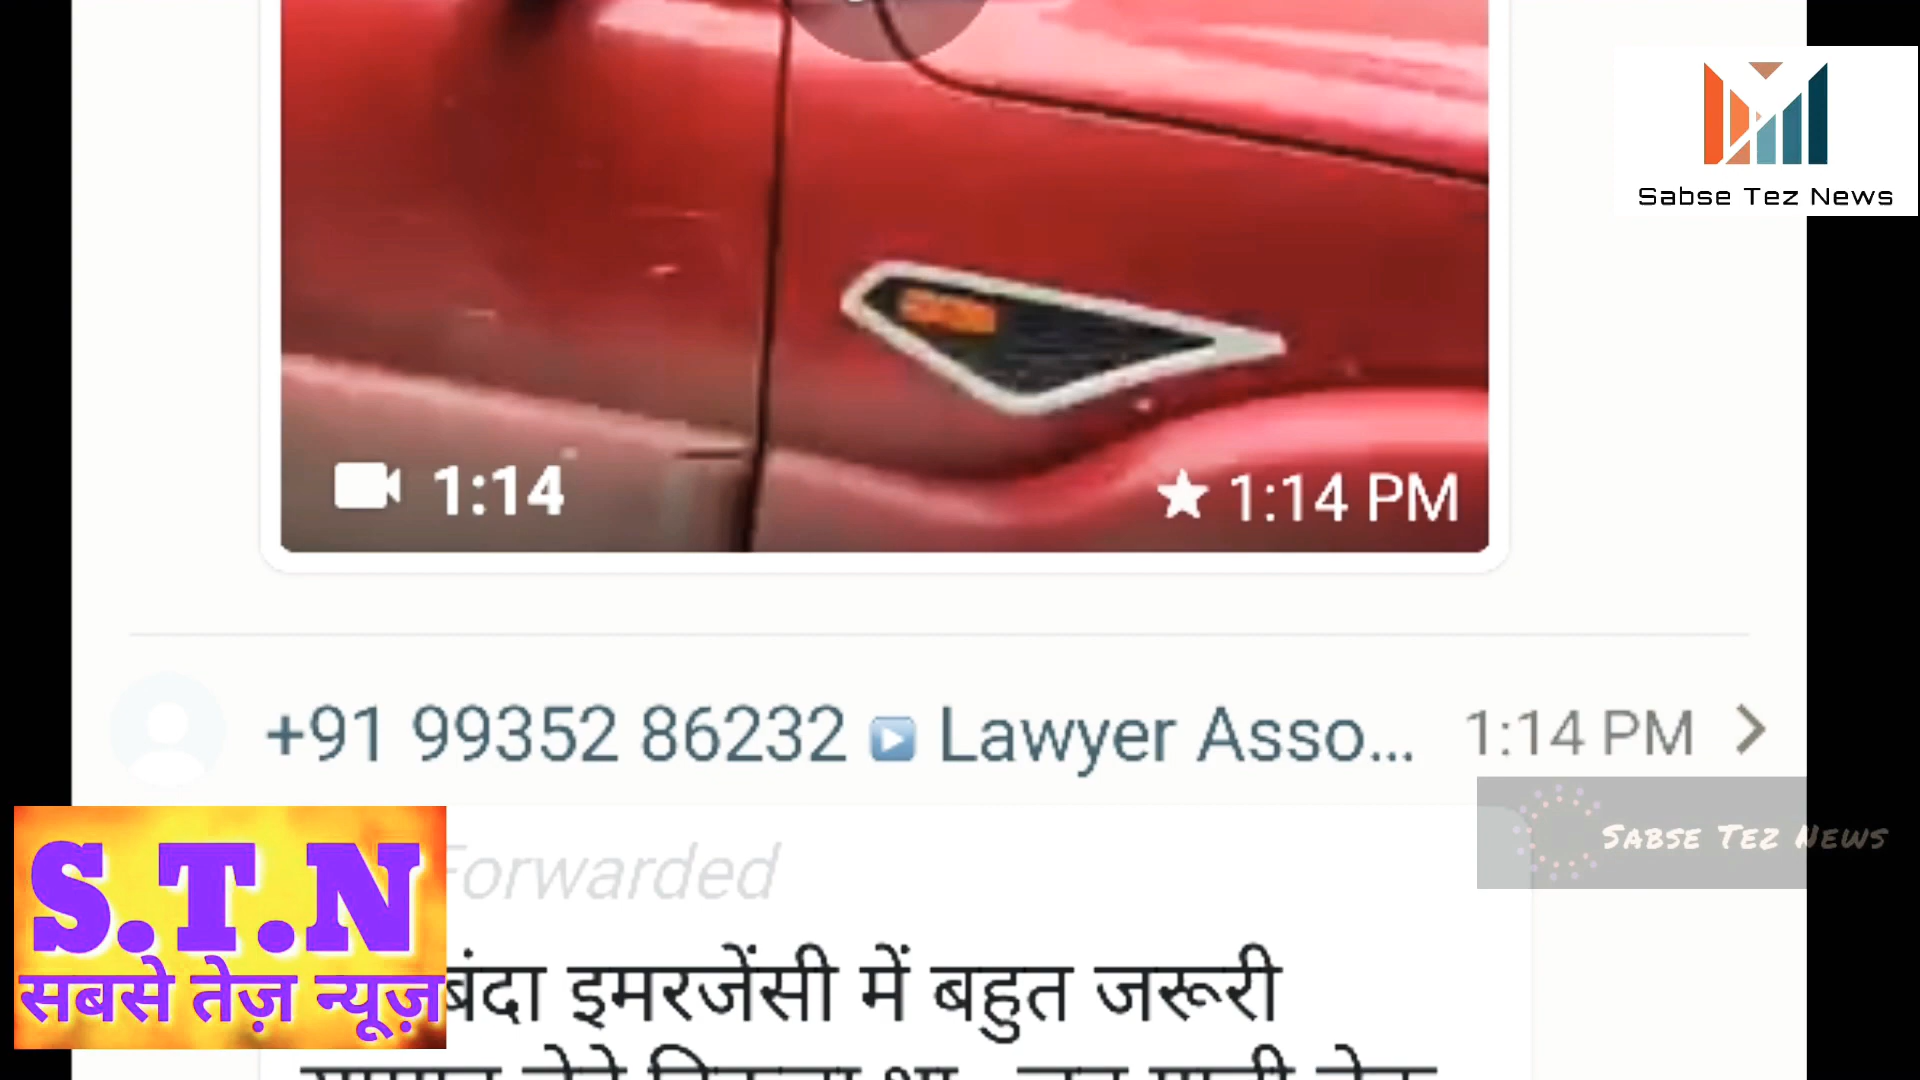 Sabse Tez News
1:14
★ 1:14 PM
+91 99352 86232 ▶ Lawyer Asso... 1:14 PM >
Sabse Tez News
Forwarded
S.T.N
सबसे तेज़ न्यूज़
बंदा इमरजेंसी में बहुत जरूरी